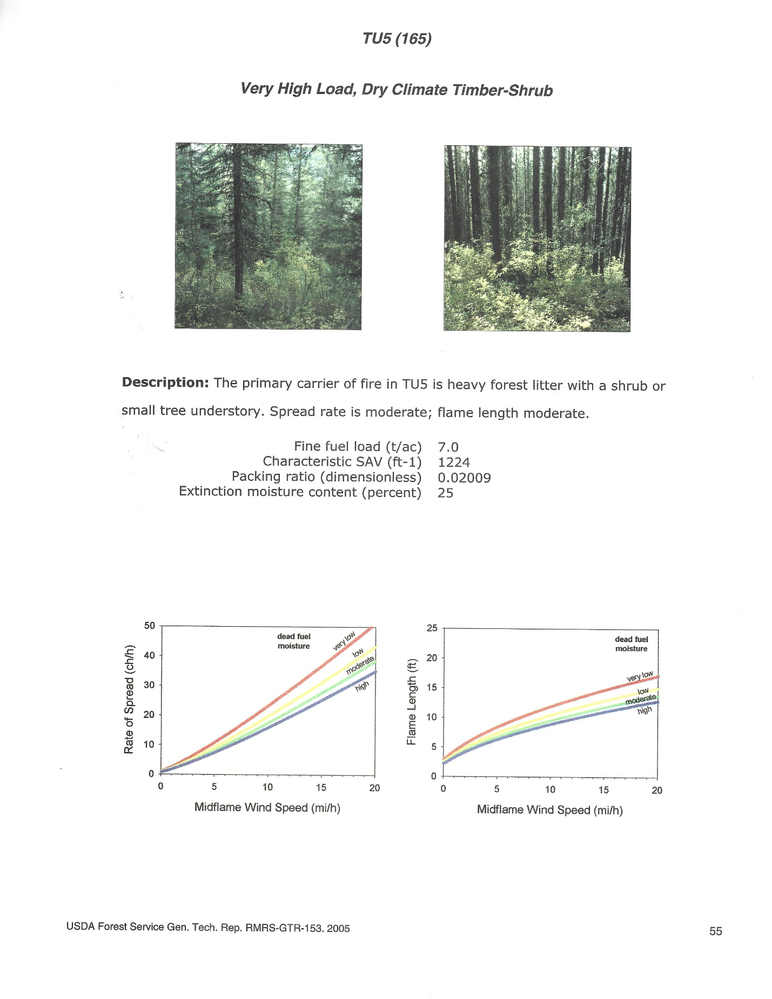 TU5 (165)
Very High Load, Dry Climate Timber-Shrub
Description: The primary carrier of fire in TU5 is heavy forest litter with a shrub or
small tree understory. Spread rate is moderate; flame length moderate.
Fine fuel load (t/ac) 7.0
Characteristic SAV (ft-1) 1224
Packing ratio (dimensionless) 0.02009
Extinction moisture content (percent) 25
Rate of Spread (ch/h)
50
40
30
20
10
0
dead fuel
moisture
very low
low
moderate
high
0 5 10 15 20
Midflame Wind Speed (mi/h)
Flame Length (ft)
25
20
15
10
5
0
dead fuel
moisture
very low
low
moderate
high
0 5 10 15 20
Midflame Wind Speed (mi/h)
USDA Forest Service Gen. Tech. Rep. RMRS-GTR-153. 2005
55